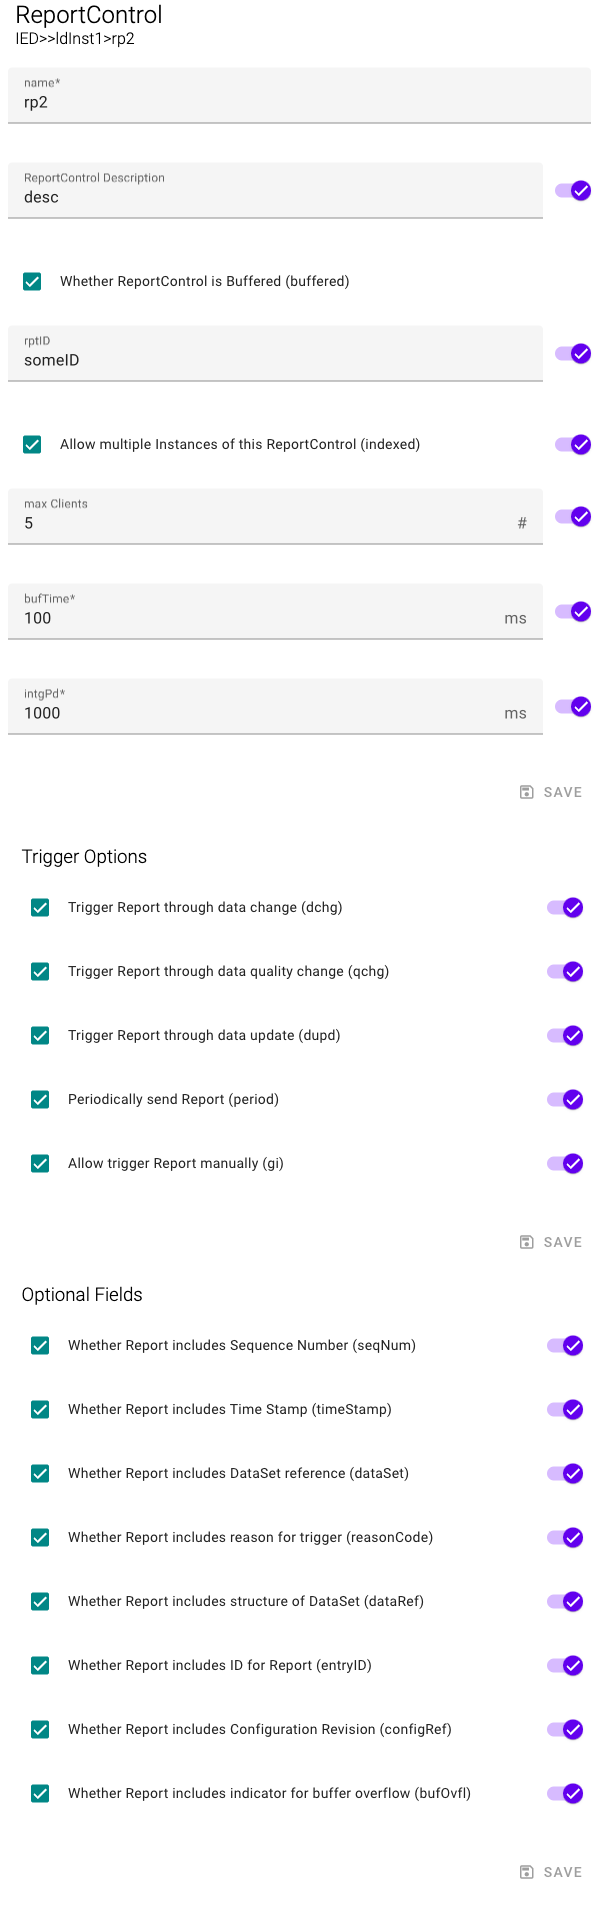 ReportControl
IED>>ldInst1>rp2
name*
rp2
ReportControl Description
desc
Whether ReportControl is Buffered (buffered)
rptID
someID
Allow multiple Instances of this ReportControl (indexed)
max Clients
5 #
bufTime*
100 ms
intgPd*
1000 ms
SAVE
Trigger Options
Trigger Report through data change (dchg)
Trigger Report through data quality change (qchg)
Trigger Report through data update (dupd)
Periodically send Report (period)
Allow trigger Report manually (gi)
SAVE
Optional Fields
Whether Report includes Sequence Number (seqNum)
Whether Report includes Time Stamp (timeStamp)
Whether Report includes DataSet reference (dataSet)
Whether Report includes reason for trigger (reasonCode)
Whether Report includes structure of DataSet (dataRef)
Whether Report includes ID for Report (entryID)
Whether Report includes Configuration Revision (configRef)
Whether Report includes indicator for buffer overflow (bufOvfl)
SAVE